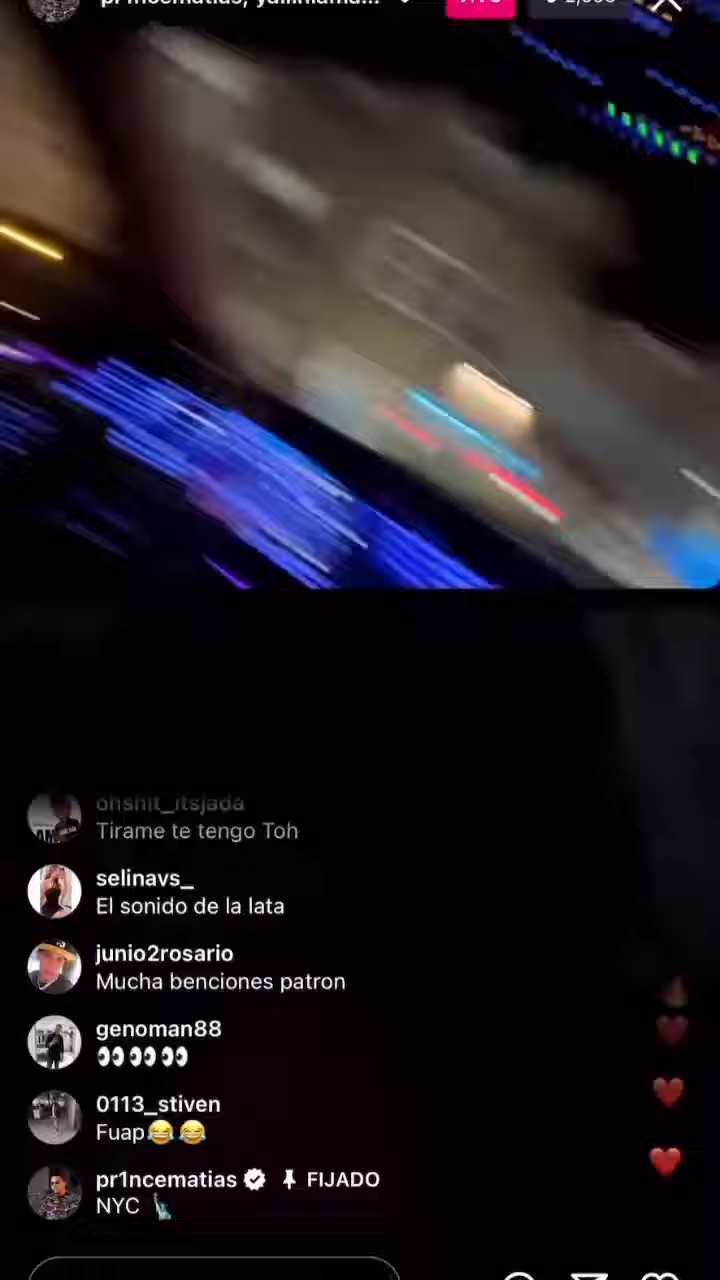 ohshit_itsjada
Tirame te tengo Toh
selinavs_
El sonido de la lata
junio2rosario
Mucha benciones patron
genoman88
👀👀👀
0113_stiven
Fuap😂😂
pr1ncematias FIJADO
NYC 🗽